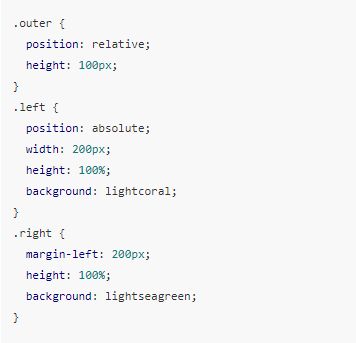 .outer {
  position: relative;
  height: 100px;
}
.left {
  position: absolute;
  width: 200px;
  height: 100%;
  background: lightcoral;
}
.right {
  margin-left: 200px;
  height: 100%;
  background: lightseagreen;
}